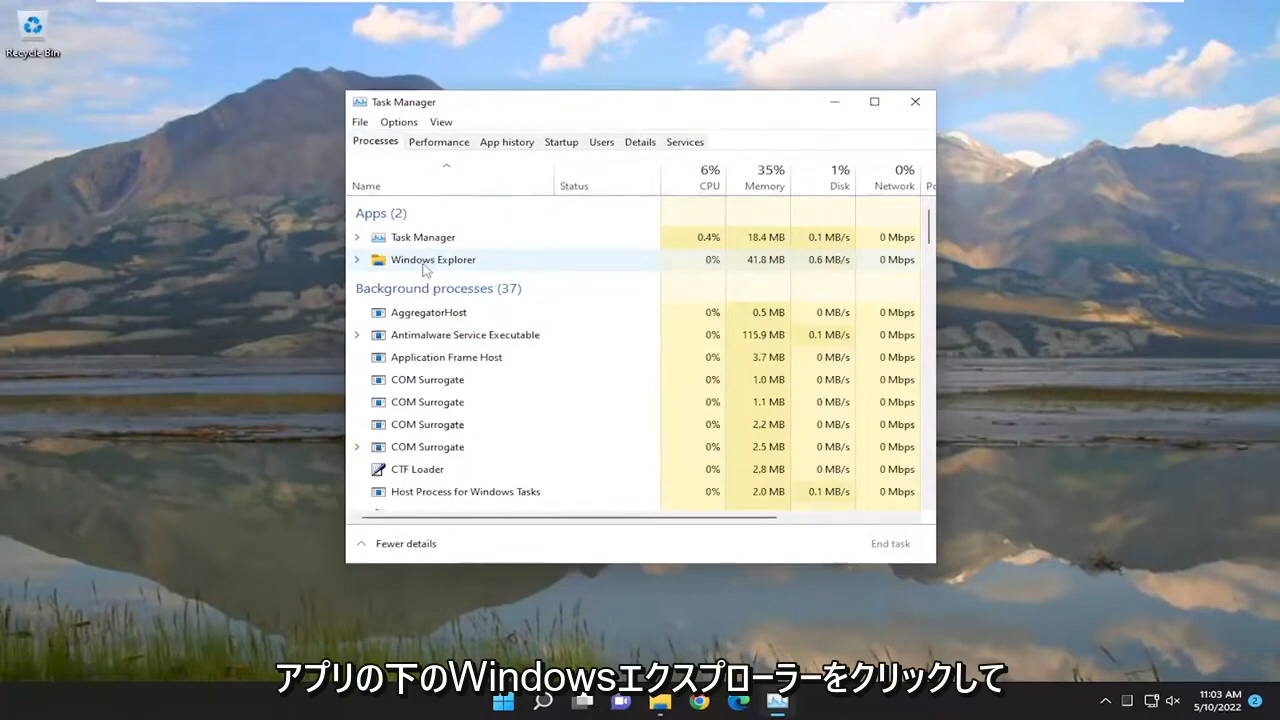 Recycle Bin
Task Manager
File Options View
Processes Performance App history Startup Users Details Services
6% 35% 1% 0%
Name Status CPU Memory Disk Network Po
Apps (2)
Task Manager 0.4% 18.4 MB 0.1 MB/s 0 Mbps
Windows Explorer 0% 41.8 MB 0.6 MB/s 0 Mbps
Background processes (37)
AggregatorHost 0% 0.5 MB 0 MB/s 0 Mbps
Antimalware Service Executable 0% 115.9 MB 0.1 MB/s 0 Mbps
Application Frame Host 0% 3.7 MB 0 MB/s 0 Mbps
COM Surrogate 0% 1.0 MB 0 MB/s 0 Mbps
COM Surrogate 0% 1.1 MB 0 MB/s 0 Mbps
COM Surrogate 0% 2.2 MB 0 MB/s 0 Mbps
COM Surrogate 0% 2.5 MB 0 MB/s 0 Mbps
CTF Loader 0% 2.8 MB 0 MB/s 0 Mbps
Host Process for Windows Tasks 0% 2.0 MB 0.1 MB/s 0 Mbps
Fewer details End task
アプリの下のWindowsエクスプローラーをクリックして
11:03 AM
5/10/2022
2